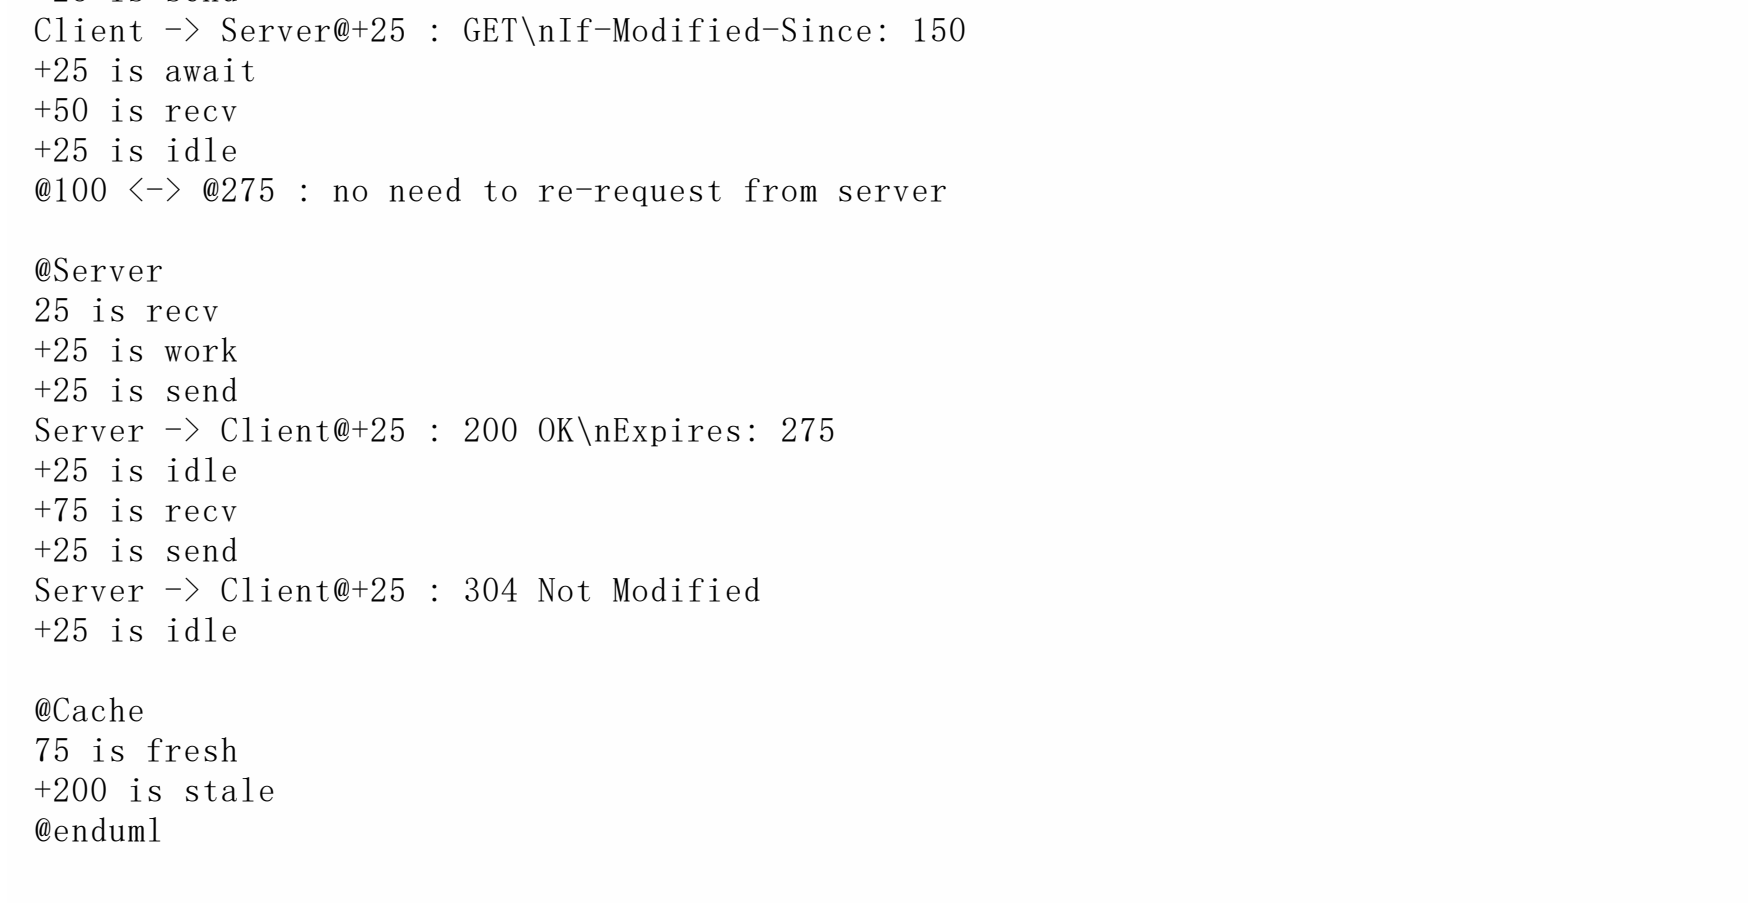 Client -> Server@+25 : GET\nIf-Modified-Since: 150
+25 is await
+50 is recv
+25 is idle
@100 <-> @275 : no need to re-request from server
@Server
25 is recv
+25 is work
+25 is send
Server -> Client@+25 : 200 OK\nExpires: 275
+25 is idle
+75 is recv
+25 is send
Server -> Client@+25 : 304 Not Modified
+25 is idle
@Cache
75 is fresh
+200 is stale
@enduml